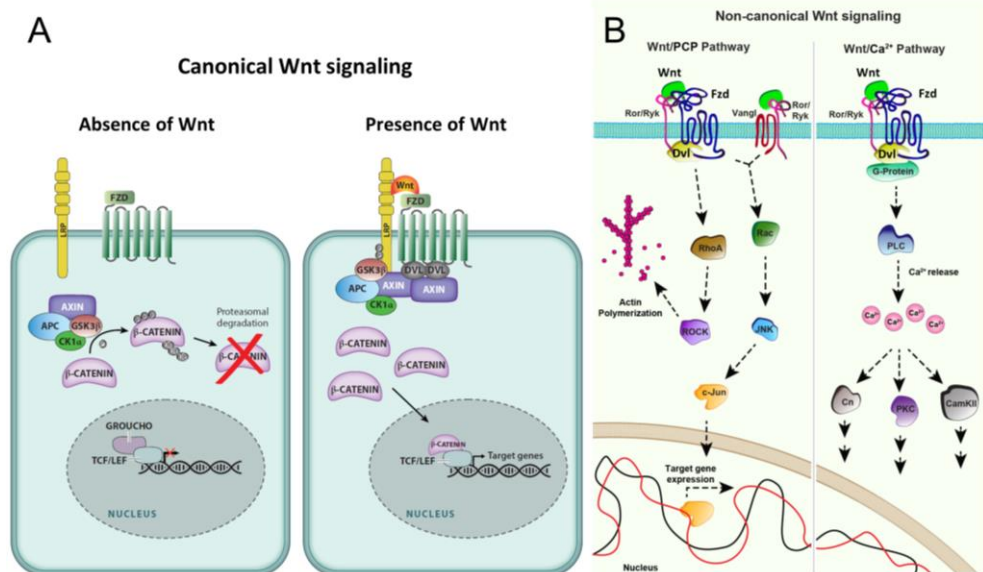 A
Canonical Wnt signaling
Absence of Wnt
FZD
LRP
AXIN
APC
GSK3β
CK1α
β-CATENIN
β-CATENIN
Proteasomal
degradation
β-CATENIN
GROUCHO
TCF/LEF
NUCLEUS
Presence of Wnt
Wnt
FZD
LRP
GSK3β
DVL
DVL
APC
AXIN
AXIN
CK1α
β-CATENIN
β-CATENIN
β-CATENIN
β-CATENIN
TCF/LEF
Target genes
NUCLEUS
B
Non-canonical Wnt signaling
Wnt/PCP Pathway
Wnt
Fzd
Ror/Ryk
Vangl
Ror/
Ryk
Dvl
RhoA
Rac
Actin
Polymerization
ROCK
JNK
c-Jun
Target gene
expression
Nucleus
Wnt/Ca²⁺ Pathway
Wnt
Fzd
Ror/Ryk
Dvl
G-Protein
PLC
Ca²⁺ release
Ca²⁺
Ca²⁺
Ca²⁺
Ca²⁺
Cn
PKC
CamKII